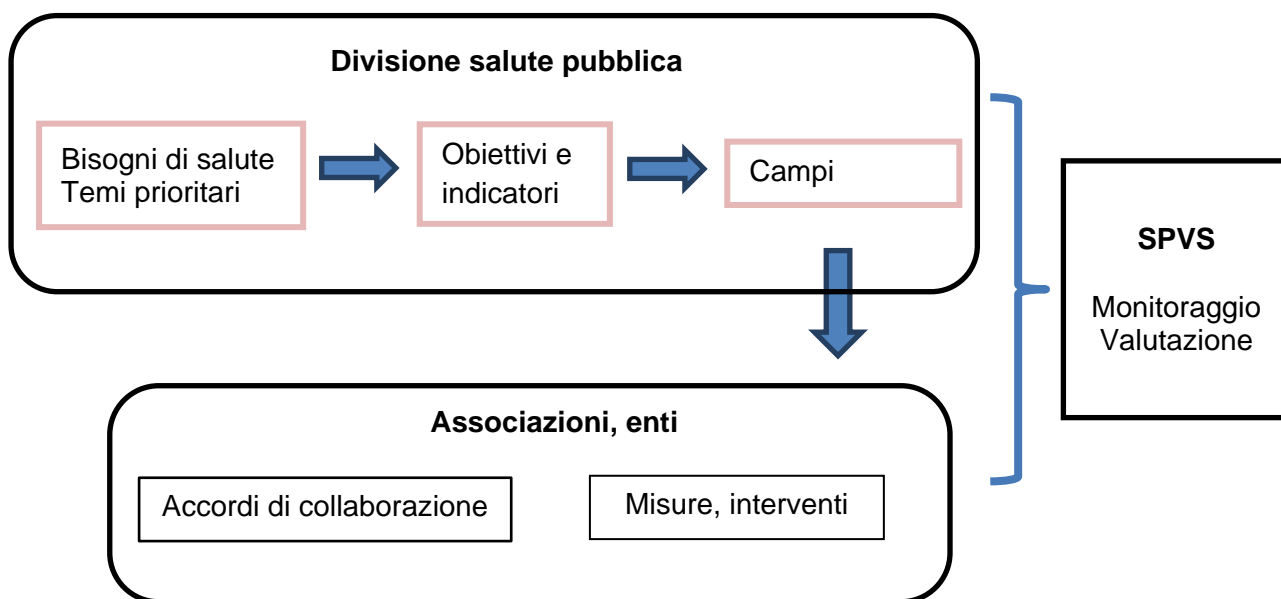 Divisione salute pubblica
Bisogni di salute
Temi prioritari
Obiettivi e
indicatori
Campi
SPVS
Monitoraggio
Valutazione
Associazioni, enti
Accordi di collaborazione
Misure, interventi